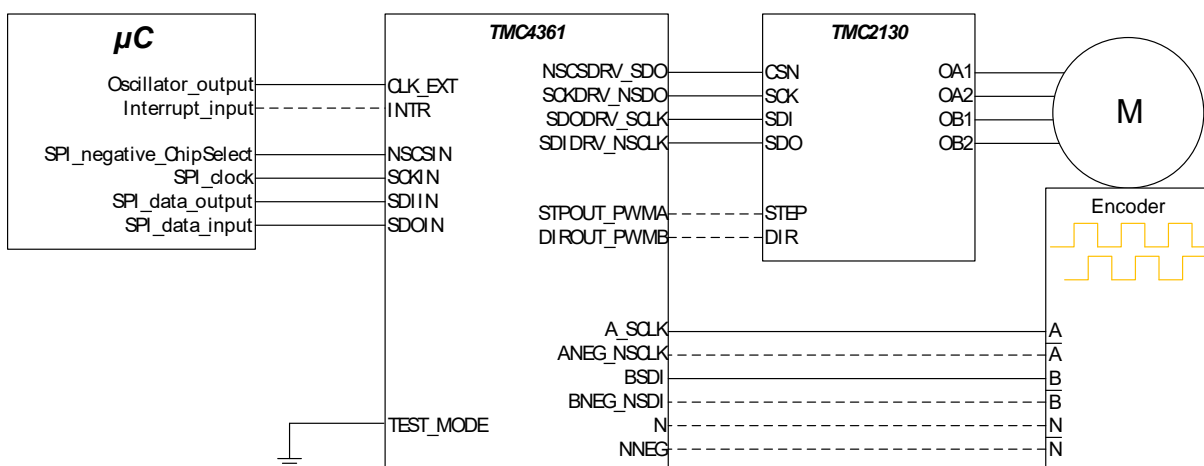 µC
Oscillator_output
Interrupt_input
SPI_negative_ChipSelect
SPI_clock
SPI_data_output
SPI_data_input
TMC4361
CLK_EXT
INTR
NSCSIN
SCKIN
SDIIN
SDOIN
TEST_MODE
NSCSDRV_SDO
SCKDRV_NSDO
SDODRV_SCLK
SDIDRV_NSCLK
STPOUT_PWMA
DIROUT_PWMB
A_SCLK
ANEG_NSCLK
BSDI
BNEG_NSDI
N
NNEG
TMC2130
CSN
SCK
SDI
SDO
STEP
DIR
OA1
OA2
OB1
OB2
M
Encoder
A
A̅
B
B̅
N
N̅